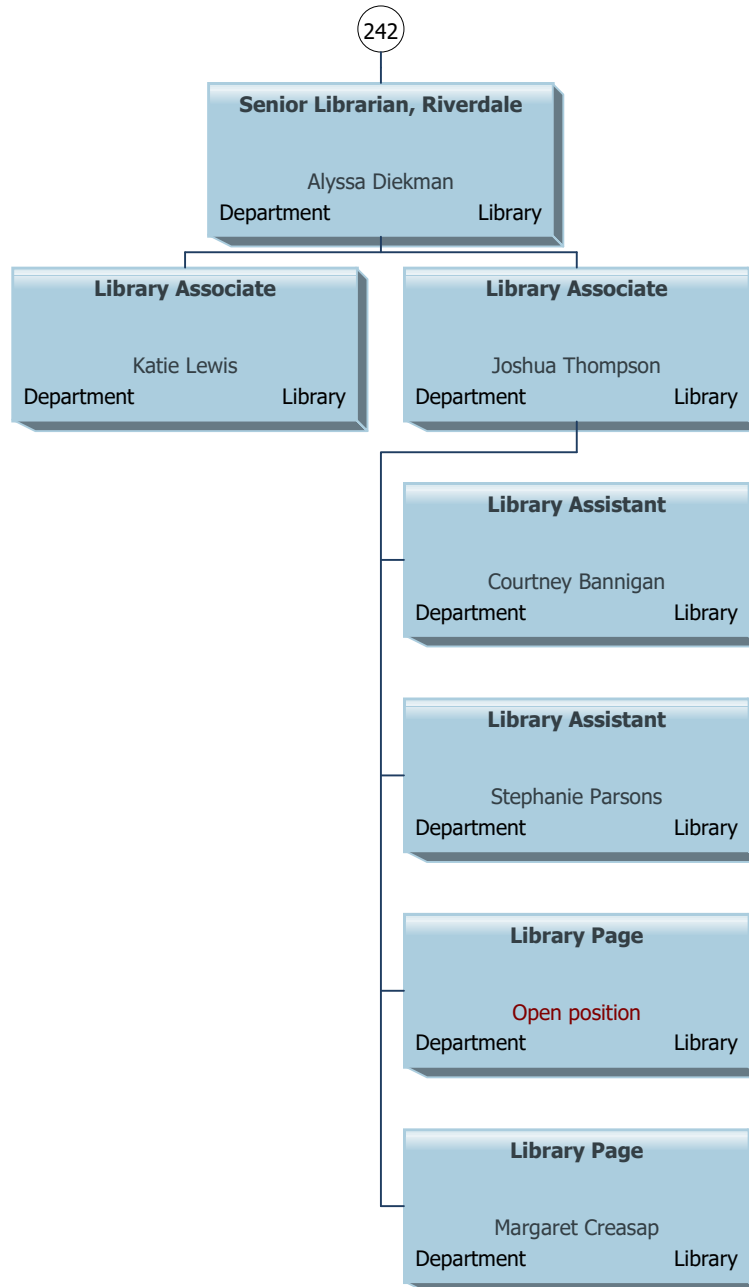 242
Senior Librarian, Riverdale
Alyssa Diekman
Department Library
Library Associate
Katie Lewis
Department Library
Library Associate
Joshua Thompson
Department Library
Library Assistant
Courtney Bannigan
Department Library
Library Assistant
Stephanie Parsons
Department Library
Library Page
Open position
Department Library
Library Page
Margaret Creasap
Department Library